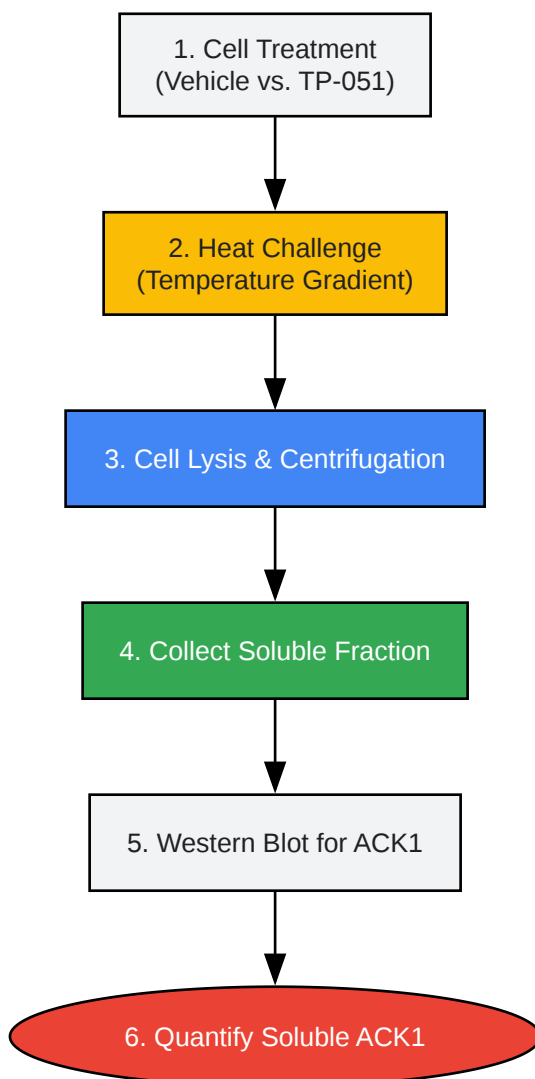 1. Cell Treatment
(Vehicle vs. TP-051)
2. Heat Challenge
(Temperature Gradient)
3. Cell Lysis & Centrifugation
4. Collect Soluble Fraction
5. Western Blot for ACK1
6. Quantify Soluble ACK1